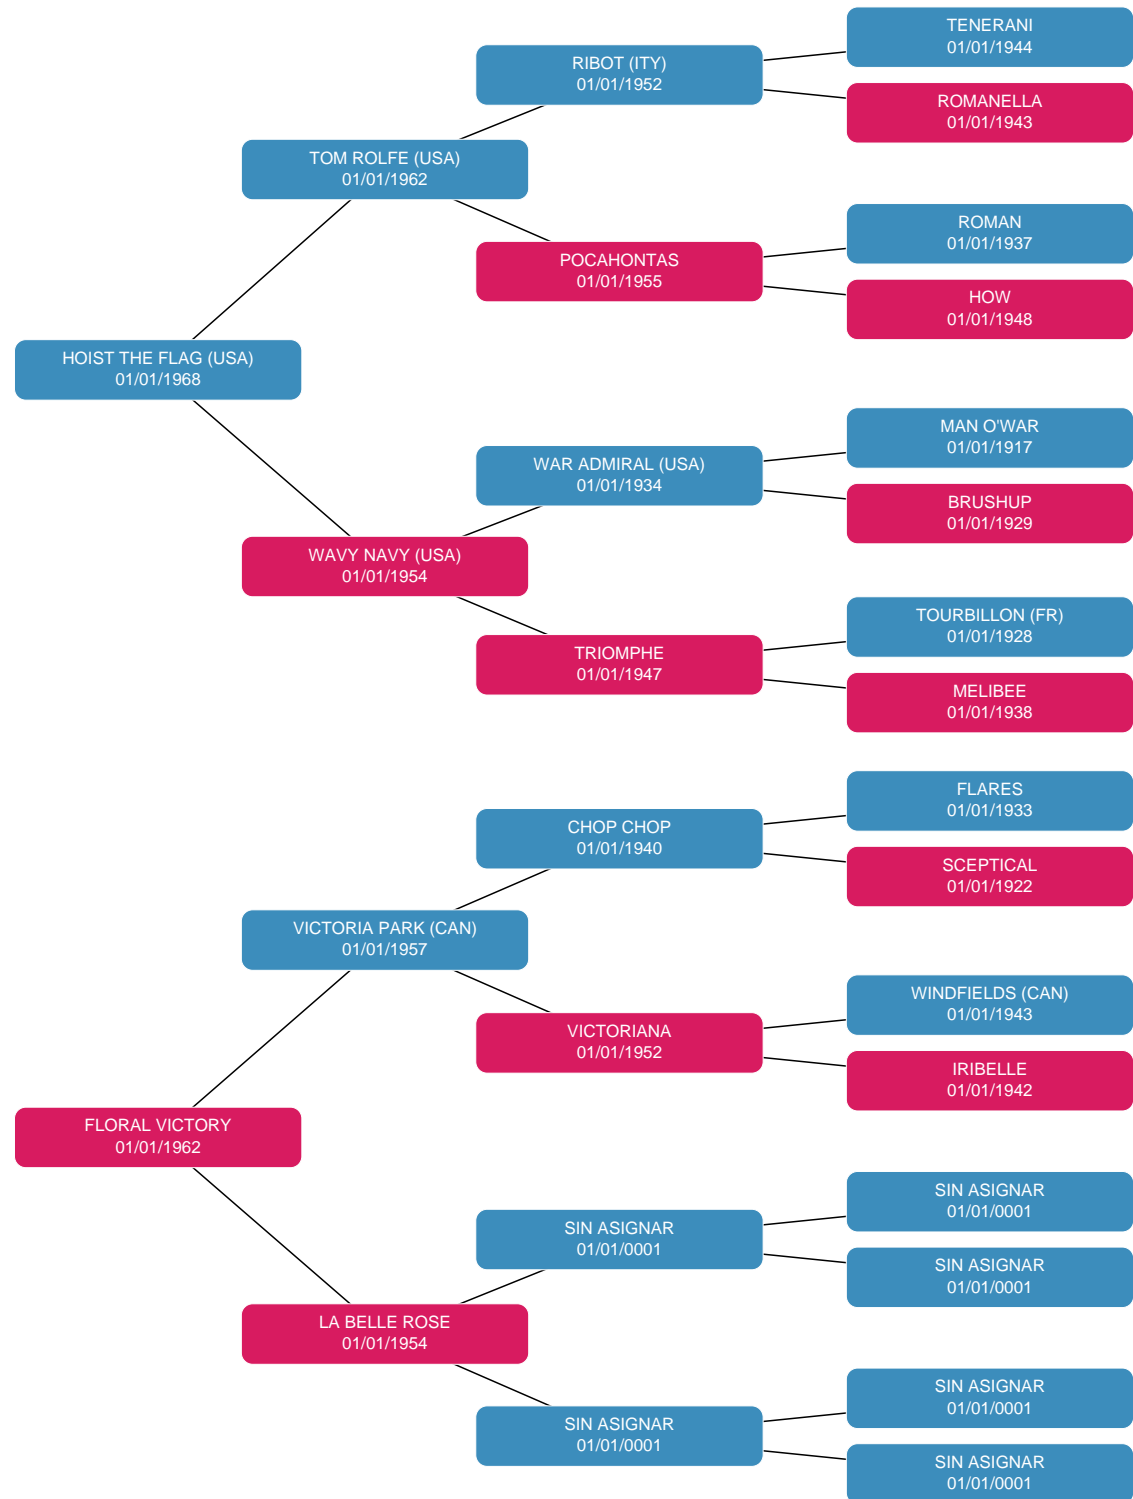 TENERANI
01/01/1944
RIBOT (ITY)
01/01/1952
ROMANELLA
01/01/1943
TOM ROLFE (USA)
01/01/1962
ROMAN
01/01/1937
POCAHONTAS
01/01/1955
HOW
01/01/1948
HOIST THE FLAG (USA)
01/01/1968
MAN O'WAR
01/01/1917
WAR ADMIRAL (USA)
01/01/1934
BRUSHUP
01/01/1929
WAVY NAVY (USA)
01/01/1954
TOURBILLON (FR)
01/01/1928
TRIOMPHE
01/01/1947
MELIBEE
01/01/1938
FLARES
01/01/1933
CHOP CHOP
01/01/1940
SCEPTICAL
01/01/1922
VICTORIA PARK (CAN)
01/01/1957
WINDFIELDS (CAN)
01/01/1943
VICTORIANA
01/01/1952
IRIBELLE
01/01/1942
FLORAL VICTORY
01/01/1962
SIN ASIGNAR
01/01/0001
SIN ASIGNAR
01/01/0001
SIN ASIGNAR
01/01/0001
LA BELLE ROSE
01/01/1954
SIN ASIGNAR
01/01/0001
SIN ASIGNAR
01/01/0001
SIN ASIGNAR
01/01/0001